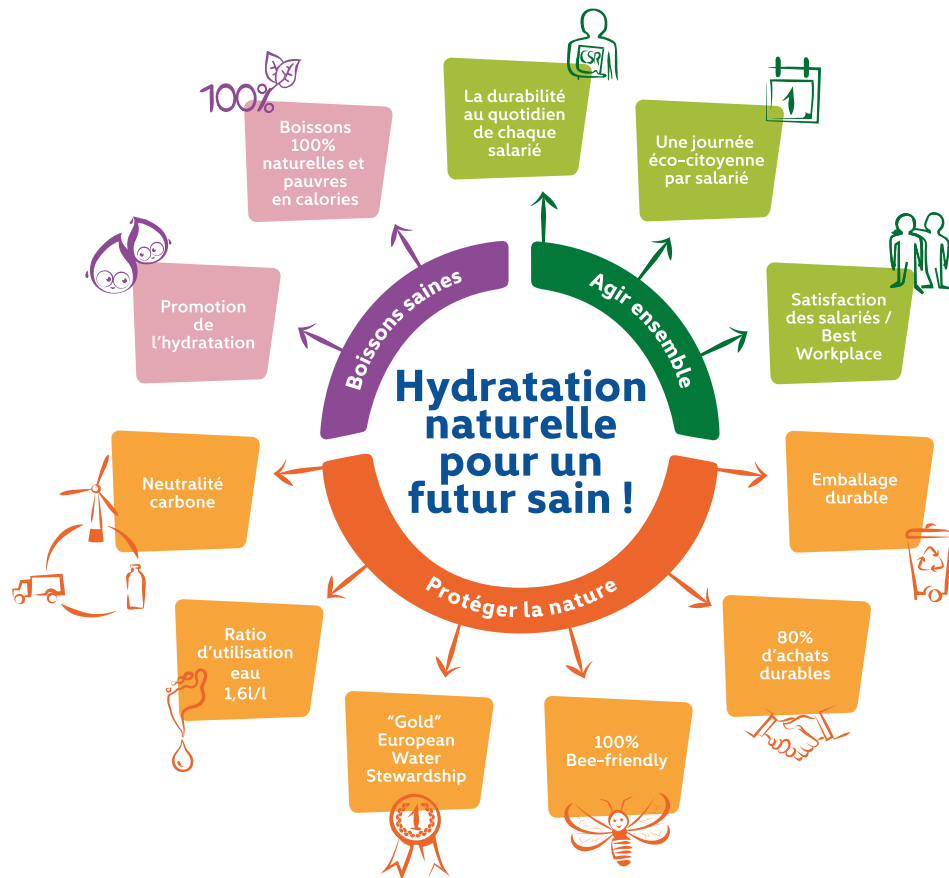 Hydratation
naturelle
pour un
futur sain !
Boissons saines
100%
Boissons
100%
naturelles et
pauvres
en calories
Promotion
de
l'hydratation
Agir ensemble
CSR
La durabilité
au quotidien
de chaque
salarié
1
Une journée
éco-citoyenne
par salarié
Satisfaction
des salariés /
Best
Workplace
Protéger la nature
Emballage
durable
80%
d'achats
durables
100%
Bee-friendly
"Gold"
European
Water
Stewardship
1
Ratio
d'utilisation
eau
1,6l/l
Neutralité
carbone